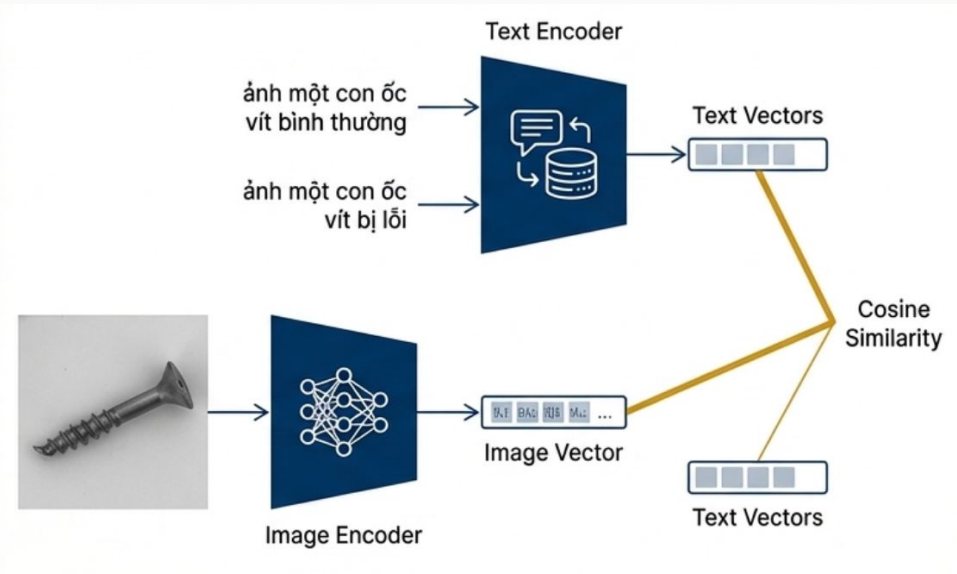 Text Encoder
ảnh một con ốc
vít bình thường
Text Vectors
ảnh một con ốc
vít bị lỗi
Cosine
Similarity
...
Image Vector
Text Vectors
Image Encoder